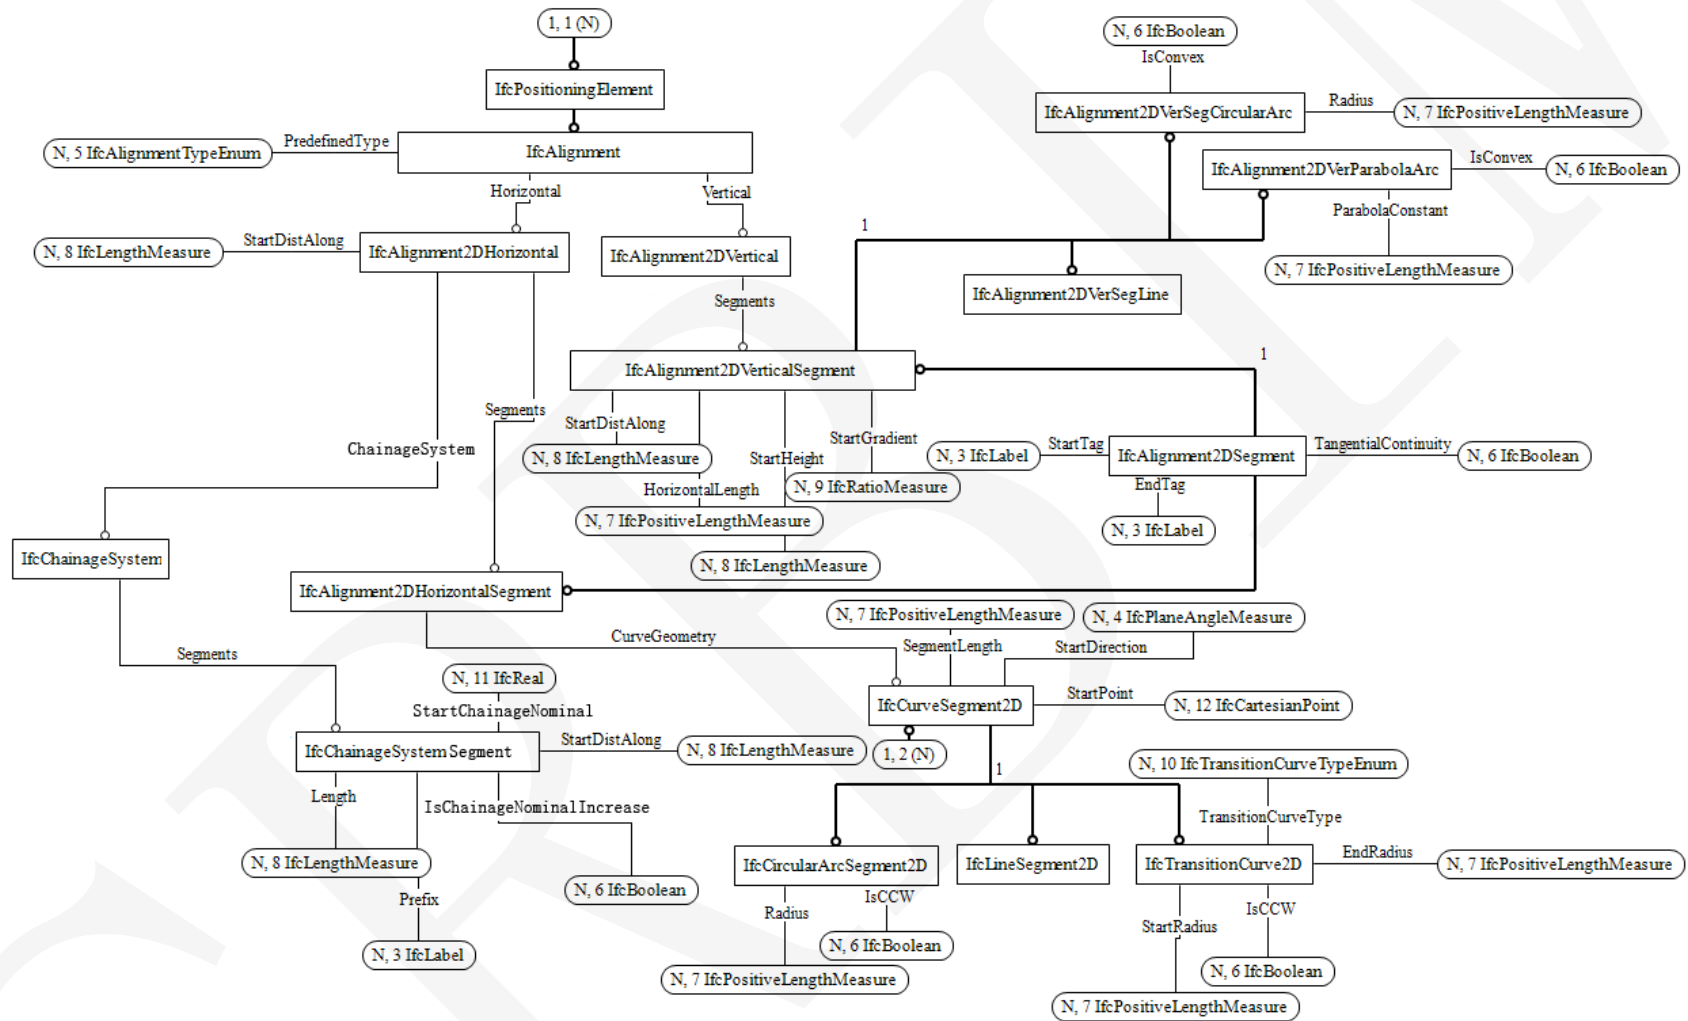 1, 1 (N)
N, 6 IfcBoolean
IsConvex
IfcPositioningElement
IfcAlignment2DVerSegCircularArc
Radius
N, 7 IfcPositiveLengthMeasure
PredefinedType
N, 5 IfcAlignmentTypeEnum
IfcAlignment
IfcAlignment2DVerParabolaArc
IsConvex
N, 6 IfcBoolean
Horizontal
Vertical
ParabolaConstant
1
StartDistAlong
N, 8 IfcLengthMeasure
IfcAlignment2DHorizontal
IfcAlignment2DVertical
N, 7 IfcPositiveLengthMeasure
IfcAlignment2DVerSegLine
Segments
1
IfcAlignment2DVerticalSegment
Segments
StartDistAlong
StartGradient
ChainageSystem
N, 8 IfcLengthMeasure
StartHeight
N, 3 IfcLabel
StartTag
IfcAlignment2DSegment
TangentialContinuity
N, 6 IfcBoolean
HorizontalLength
N, 9 IfcRatioMeasure
EndTag
N, 7 IfcPositiveLengthMeasure
N, 3 IfcLabel
IfcChainageSystem
N, 8 IfcLengthMeasure
IfcAlignment2DHorizontalSegment
N, 7 IfcPositiveLengthMeasure
N, 4 IfcPlaneAngleMeasure
CurveGeometry
SegmentLength
StartDirection
Segments
N, 11 IfcReal
StartPoint
IfcCurveSegment2D
N, 12 IfcCartesianPoint
StartChainageNominal
IfcChainageSystemSegment
StartDistAlong
N, 8 IfcLengthMeasure
1, 2 (N)
1
N, 10 IfcTransitionCurveTypeEnum
Length
IsChainageNominalIncrease
TransitionCurveType
N, 8 IfcLengthMeasure
IfcCircularArcSegment2D
IfcLineSegment2D
IfcTransitionCurve2D
EndRadius
N, 7 IfcPositiveLengthMeasure
N, 6 IfcBoolean
Prefix
IsCCW
Radius
IsCCW
StartRadius
N, 3 IfcLabel
N, 6 IfcBoolean
N, 6 IfcBoolean
N, 7 IfcPositiveLengthMeasure
N, 7 IfcPositiveLengthMeasure